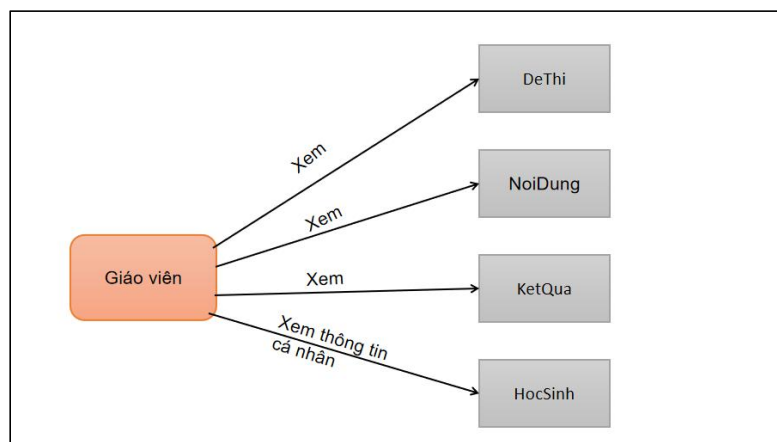 DeThi
Xem
NoiDung
Xem
Giáo viên
Xem
KetQua
Xem thông tin
cá nhân
HocSinh